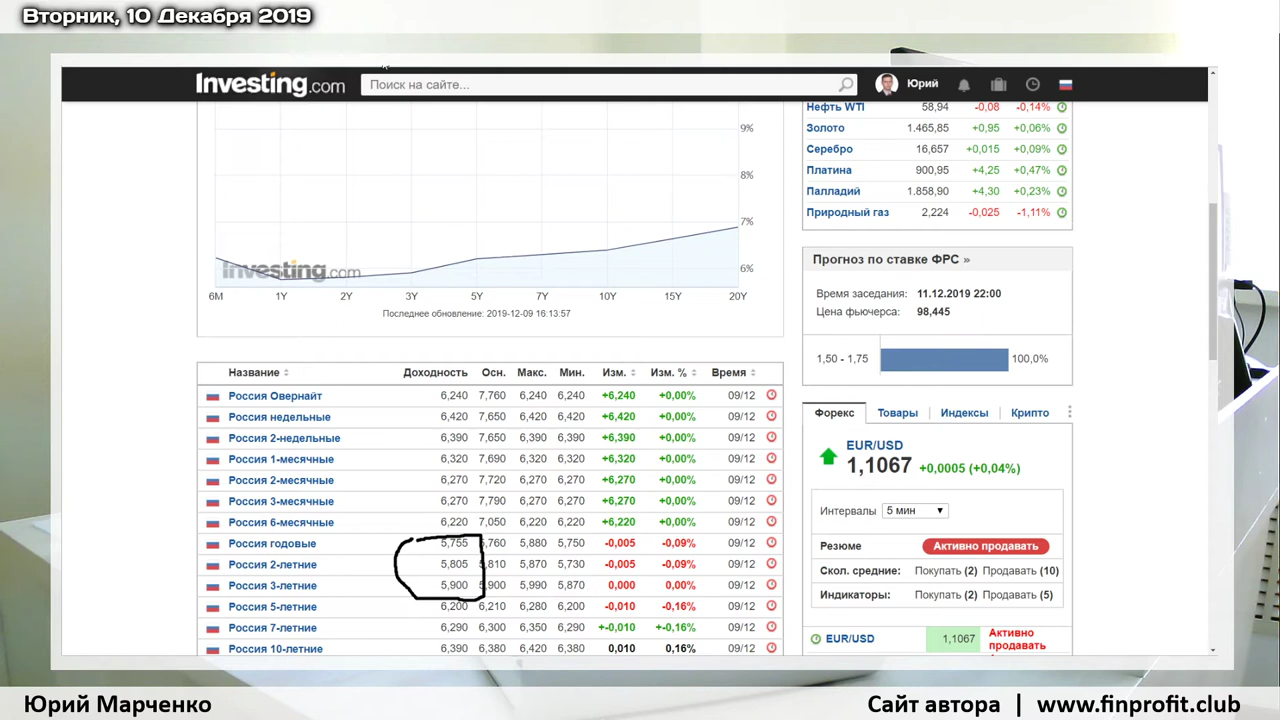 Вторник, 10 Декабря 2019
Investing.com
Поиск на сайте...
Юрий
9%
8%
7%
6%
Investing.com
6M 1Y 2Y 3Y 5Y 7Y 10Y 15Y 20Y
Последнее обновление: 2019-12-09 16:13:57
Название Доходность Осн. Макс. Мин. Изм. Изм. % Время
Россия Овернайт 6,240 7,760 6,240 6,240 +6,240 +0,00% 09/12
Россия недельные 6,420 7,650 6,420 6,420 +6,420 +0,00% 09/12
Россия 2-недельные 6,390 7,650 6,390 6,390 +6,390 +0,00% 09/12
Россия 1-месячные 6,320 7,690 6,320 6,320 +6,320 +0,00% 09/12
Россия 2-месячные 6,270 7,720 6,270 6,270 +6,270 +0,00% 09/12
Россия 3-месячные 6,270 7,790 6,270 6,270 +6,270 +0,00% 09/12
Россия 6-месячные 6,220 7,050 6,220 6,220 +6,220 +0,00% 09/12
Россия годовые 5,755 5,760 5,880 5,750 -0,005 -0,09% 09/12
Россия 2-летние 5,805 5,810 5,870 5,730 -0,005 -0,09% 09/12
Россия 3-летние 5,900 5,900 5,990 5,870 0,000 0,00% 09/12
Россия 5-летние 6,200 6,210 6,280 6,200 -0,010 -0,16% 09/12
Россия 7-летние 6,290 6,300 6,350 6,290 +-0,010 +-0,16% 09/12
Россия 10-летние 6,390 6,380 6,420 6,380 0,010 0,16% 09/12
Нефть WTI 58,94 -0,08 -0,14%
Золото 1.465,85 +0,95 +0,06%
Серебро 16,657 +0,015 +0,09%
Платина 900,95 +4,25 +0,47%
Палладий 1.858,90 +4,30 +0,23%
Природный газ 2,224 -0,025 -1,11%
Прогноз по ставке ФРС »
Время заседания: 11.12.2019 22:00
Цена фьючерса: 98,445
1,50 - 1,75 100,0%
Форекс Товары Индексы Крипто
EUR/USD
1,1067 +0,0005 (+0,04%)
Интервалы 5 мин
Резюме Активно продавать
Скол. средние: Покупать (2) Продавать (10)
Индикаторы: Покупать (2) Продавать (5)
EUR/USD 1,1067 Активно
продавать
Юрий Марченко
Сайт автора | www.finprofit.club